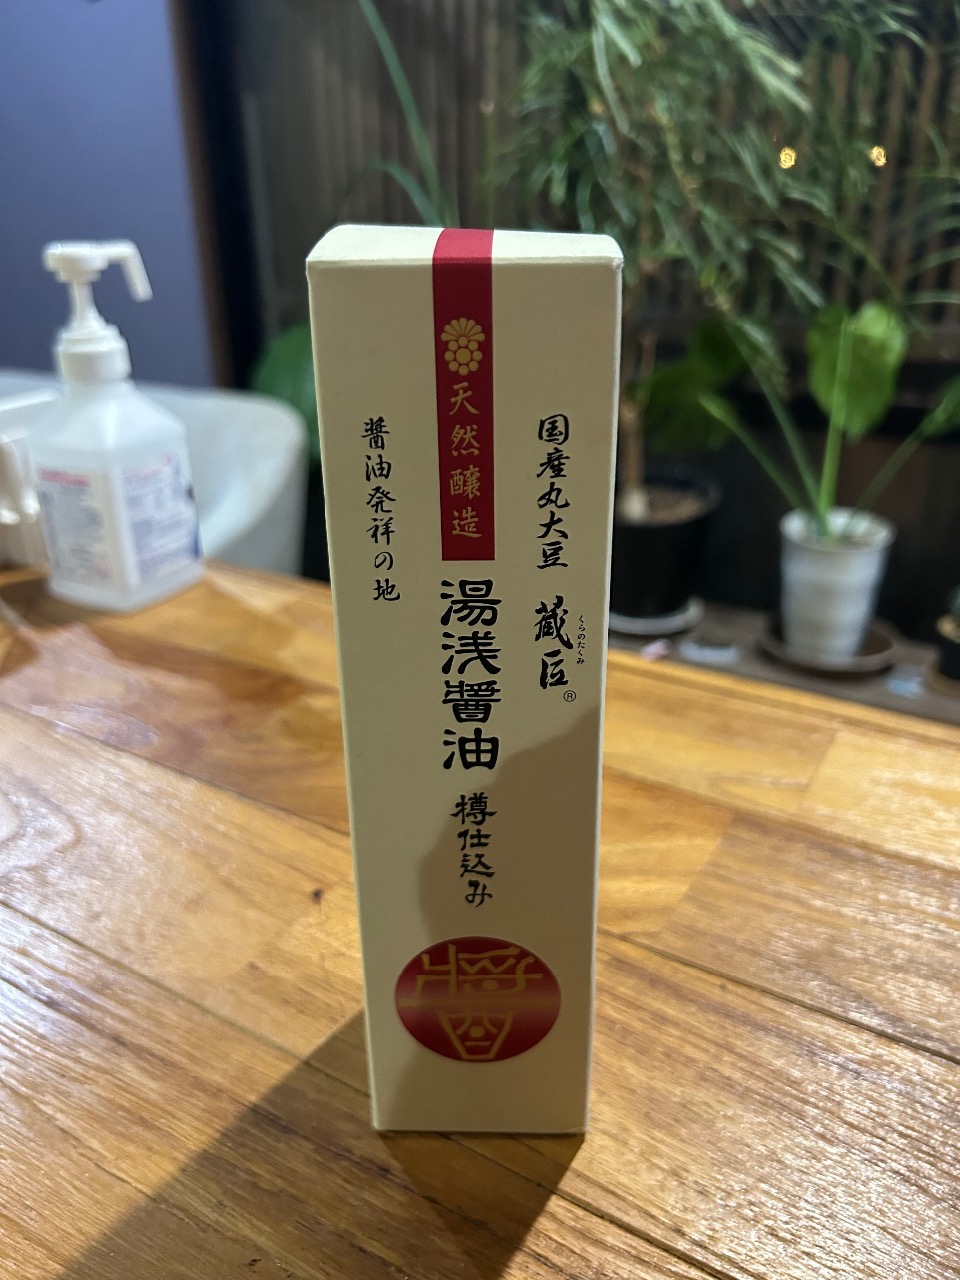 国産丸大豆 蔵匠®
くらのたくみ
天然醸造
湯浅醤油
樽仕込み
醤油発祥の地